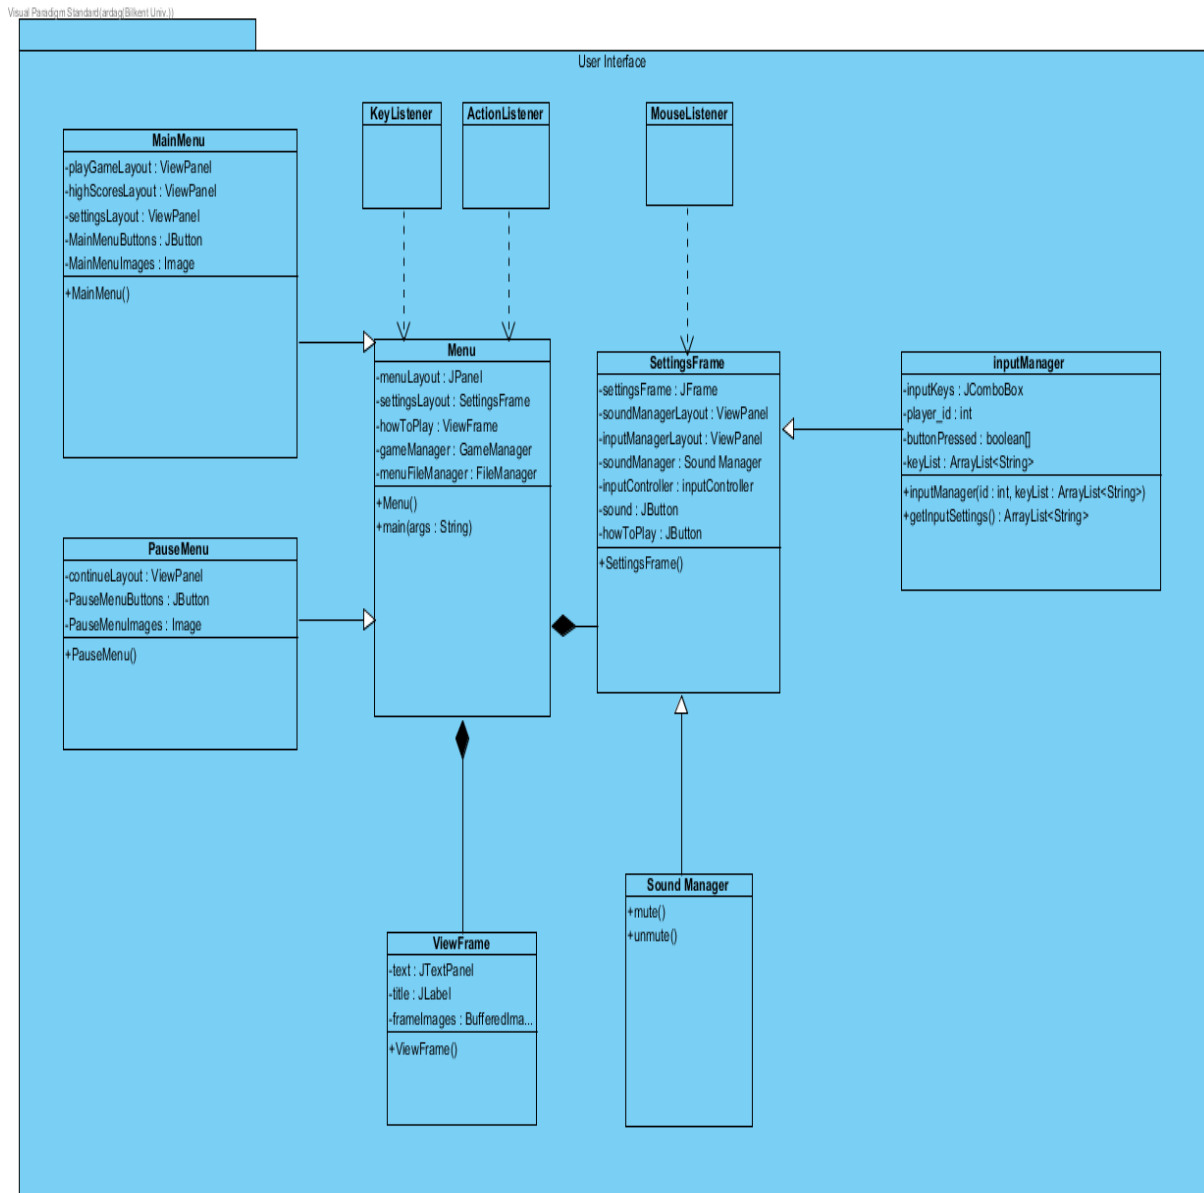 Visual Paradigm Standard(ardag(Bilkent Univ.))
User Interface
KeyListener
ActionListener
MouseListener
MainMenu
-playGameLayout : ViewPanel
-highScoresLayout : ViewPanel
-settingsLayout : ViewPanel
-MainMenuButtons : JButton
-MainMenuImages : Image
+MainMenu()
Menu
-menuLayout : JPanel
-settingsLayout : SettingsFrame
-howToPlay : ViewFrame
-gameManager : GameManager
-menuFileManager : FileManager
+Menu()
+main(args : String)
SettingsFrame
-settingsFrame : JFrame
-soundManagerLayout : ViewPanel
-inputManagerLayout : ViewPanel
-soundManager : Sound Manager
-inputController : inputController
-sound : JButton
-howToPlay : JButton
+SettingsFrame()
inputManager
-inputKeys : JComboBox
-player_id : int
-buttonPressed : boolean[]
-keyList : ArrayList<String>
+inputManager(id : int, keyList : ArrayList<String>)
+getInputSettings() : ArrayList<String>
PauseMenu
-continueLayout : ViewPanel
-PauseMenuButtons : JButton
-PauseMenuImages : Image
+PauseMenu()
Sound Manager
+mute()
+unmute()
ViewFrame
-text : JTextPanel
-title : JLabel
-frameImages : BufferedIma...
+ViewFrame()